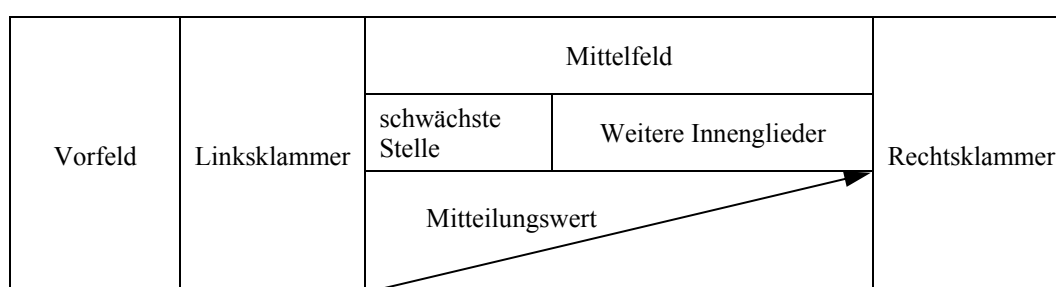 Mittelfeld
schwächste
Stelle
Weitere Innenglieder
Vorfeld
Linksklammer
Rechtsklammer
Mitteilungswert